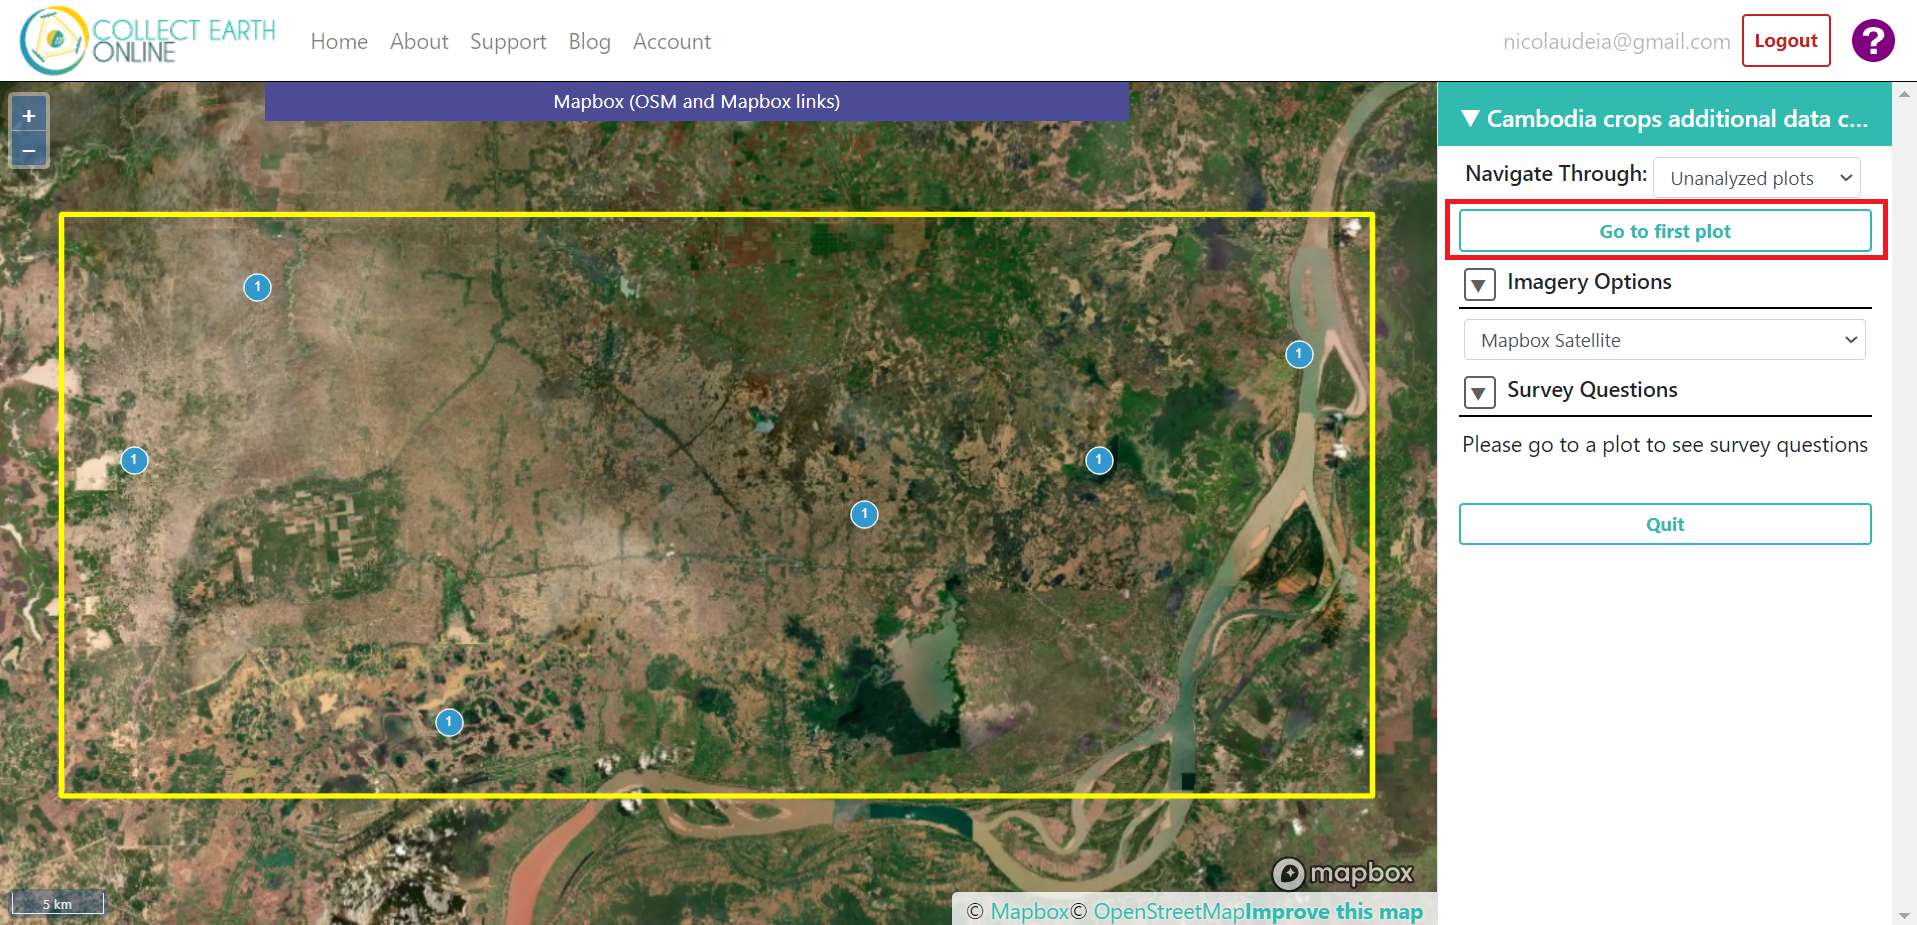 COLLECT EARTH
ONLINE
Home About Support Blog Account
nicolaudeia@gmail.com Logout ?
Mapbox (OSM and Mapbox links)
+
−
▼ Cambodia crops additional data c...
Navigate Through: Unanalyzed plots
Go to first plot
▼ Imagery Options
Mapbox Satellite
▼ Survey Questions
Please go to a plot to see survey questions
Quit
1
1
1
1
1
1
mapbox
5 km
© Mapbox© OpenStreetMapImprove this map